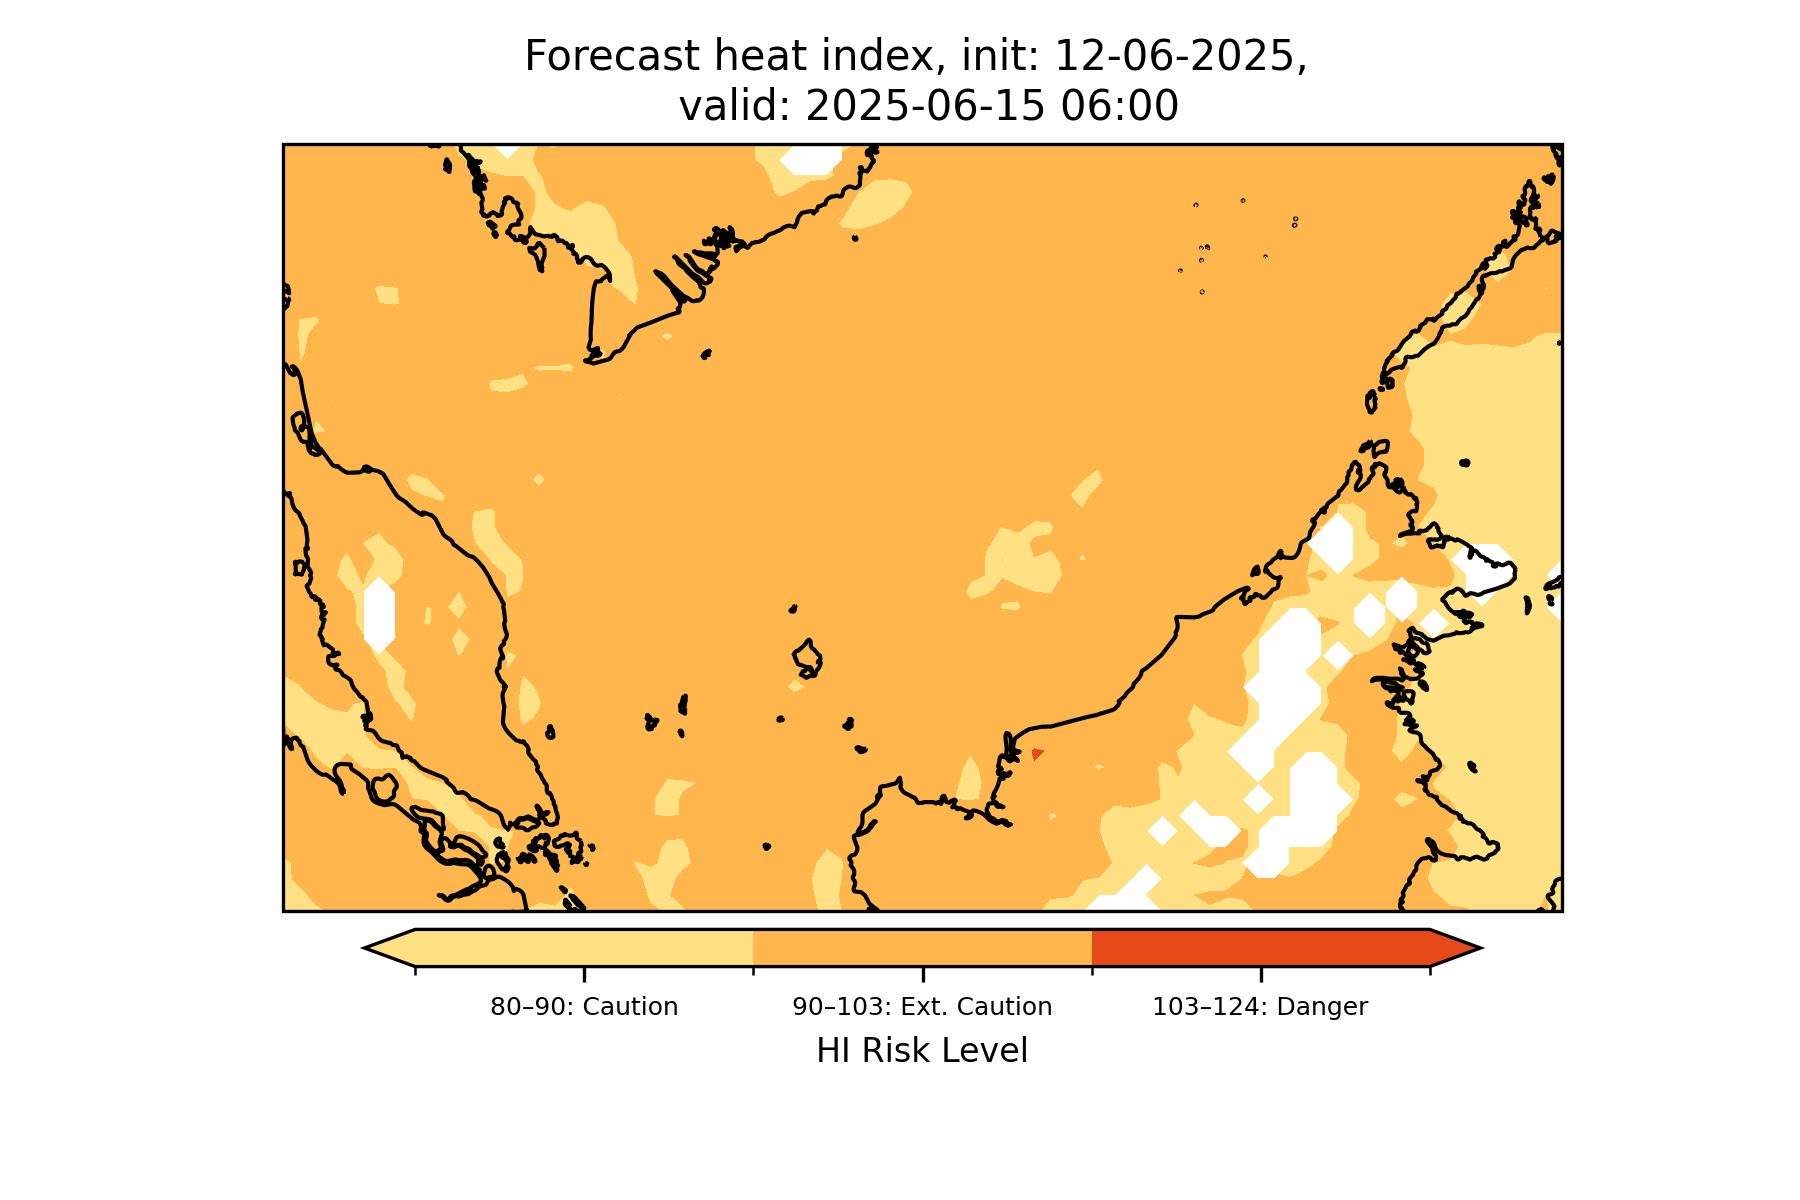 Forecast heat index, init: 12-06-2025,
valid: 2025-06-15 06:00
80–90: Caution
90–103: Ext. Caution
103–124: Danger
HI Risk Level